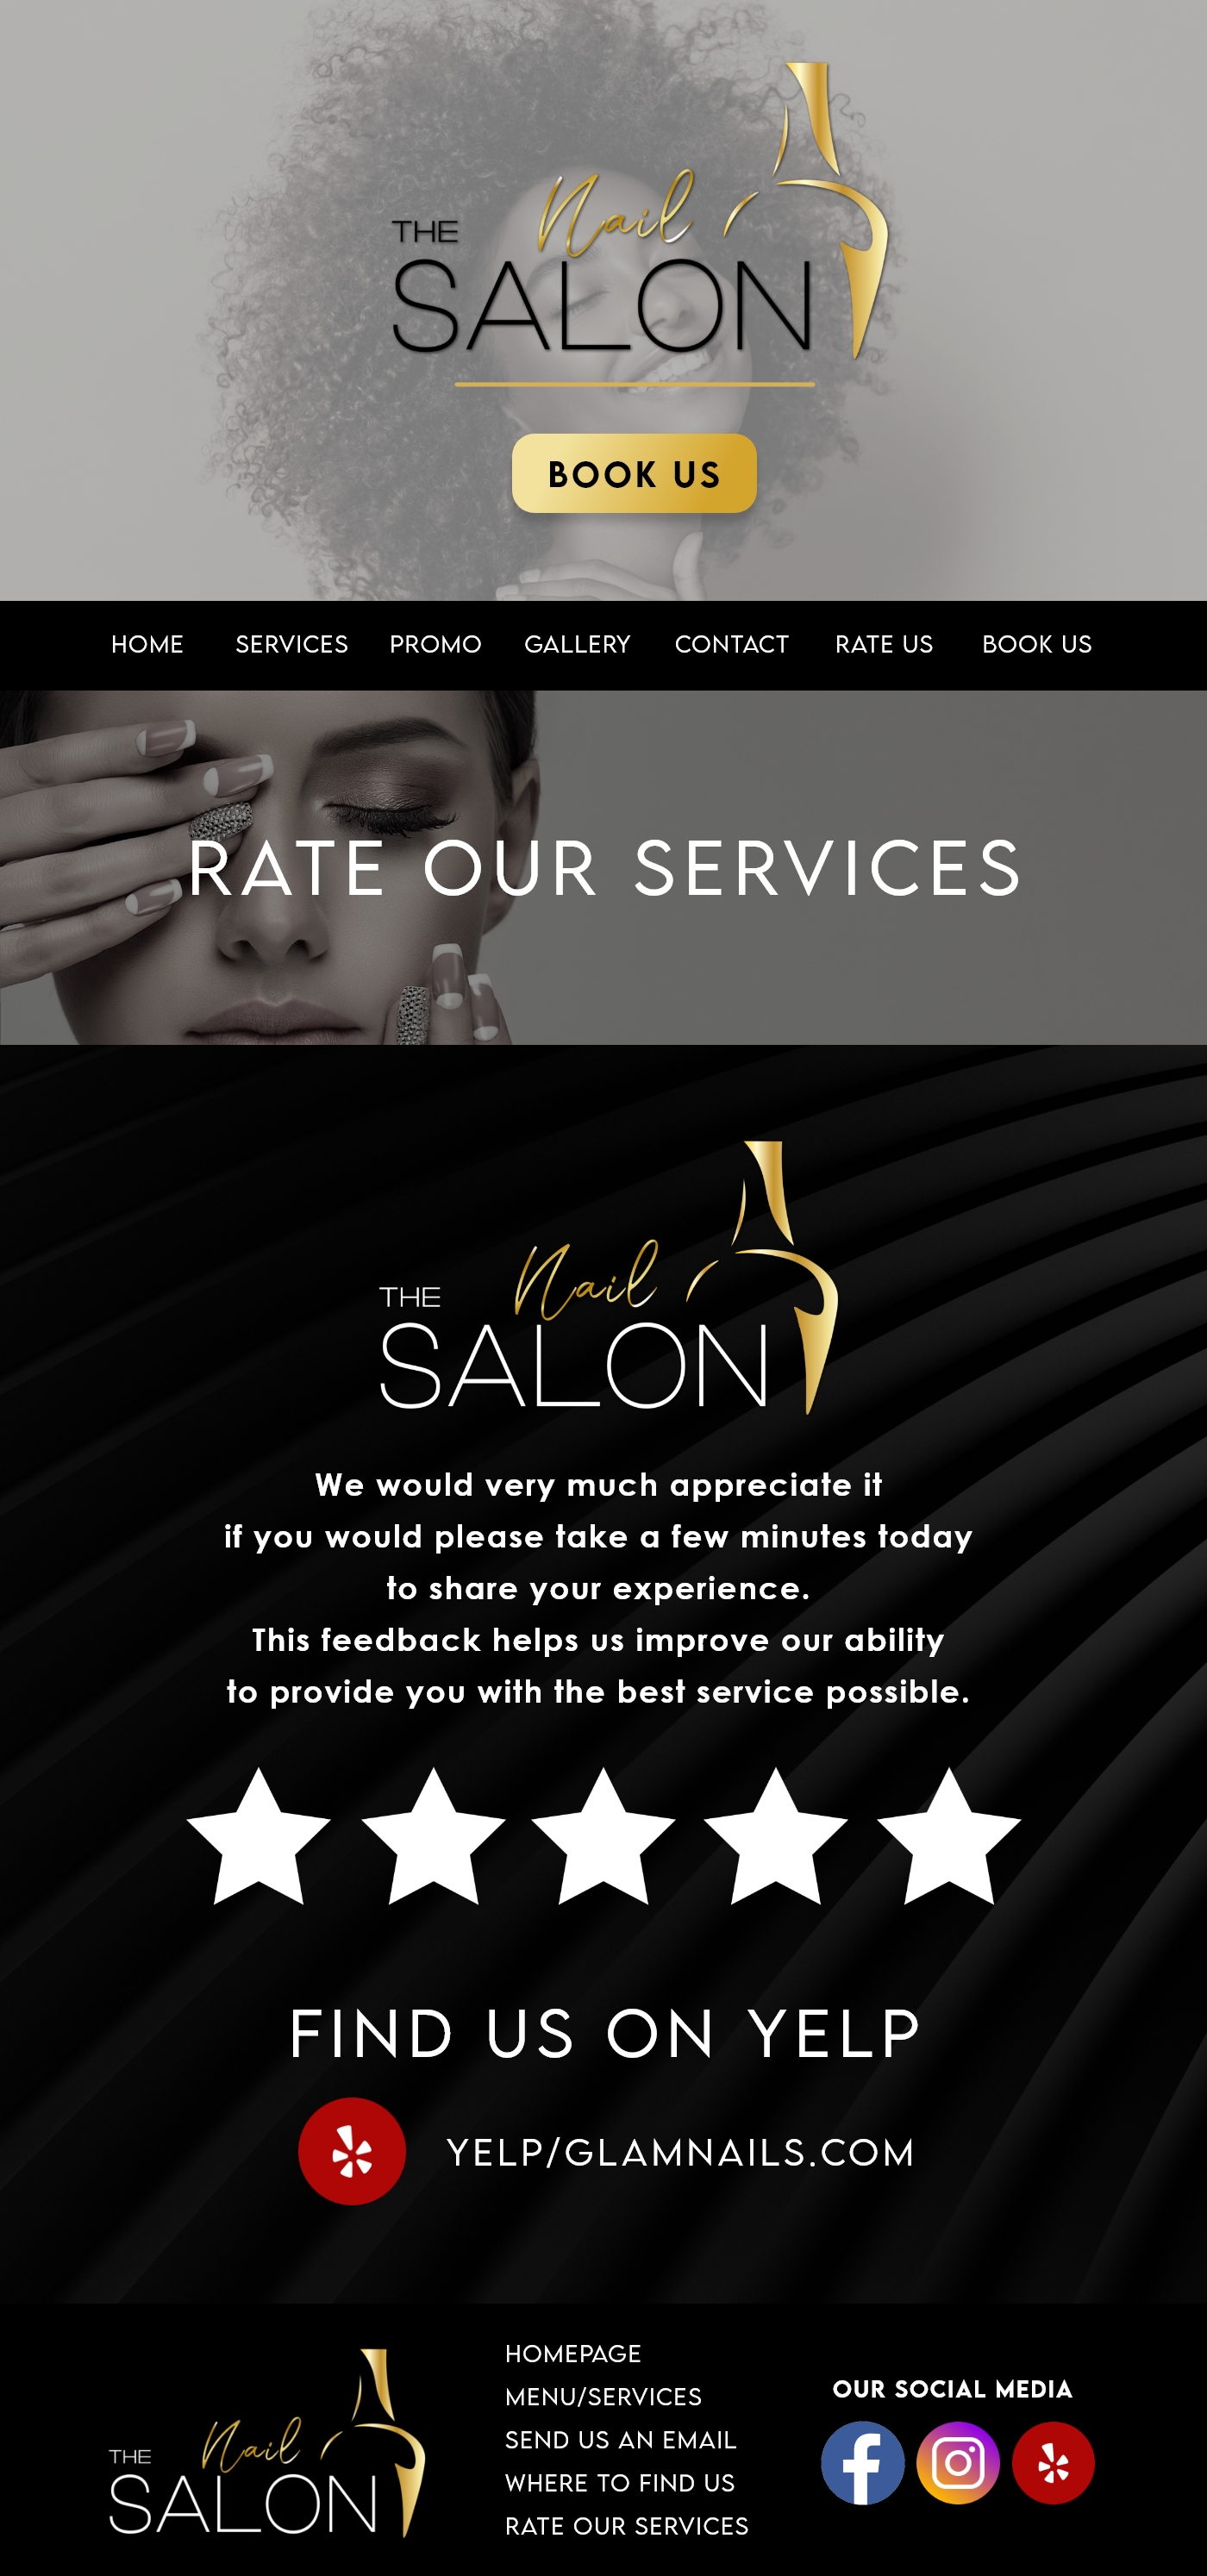 THE Nail
SALON
BOOK US
HOME SERVICES PROMO GALLERY CONTACT RATE US BOOK US
RATE OUR SERVICES
THE Nail
SALON
We would very much appreciate it
if you would please take a few minutes today
to share your experience.
This feedback helps us improve our ability
to provide you with the best service possible.
FIND US ON YELP
YELP/GLAMNAILS.COM
THE Nail
SALON
HOMEPAGE
MENU/SERVICES
SEND US AN EMAIL
WHERE TO FIND US
RATE OUR SERVICES
OUR SOCIAL MEDIA